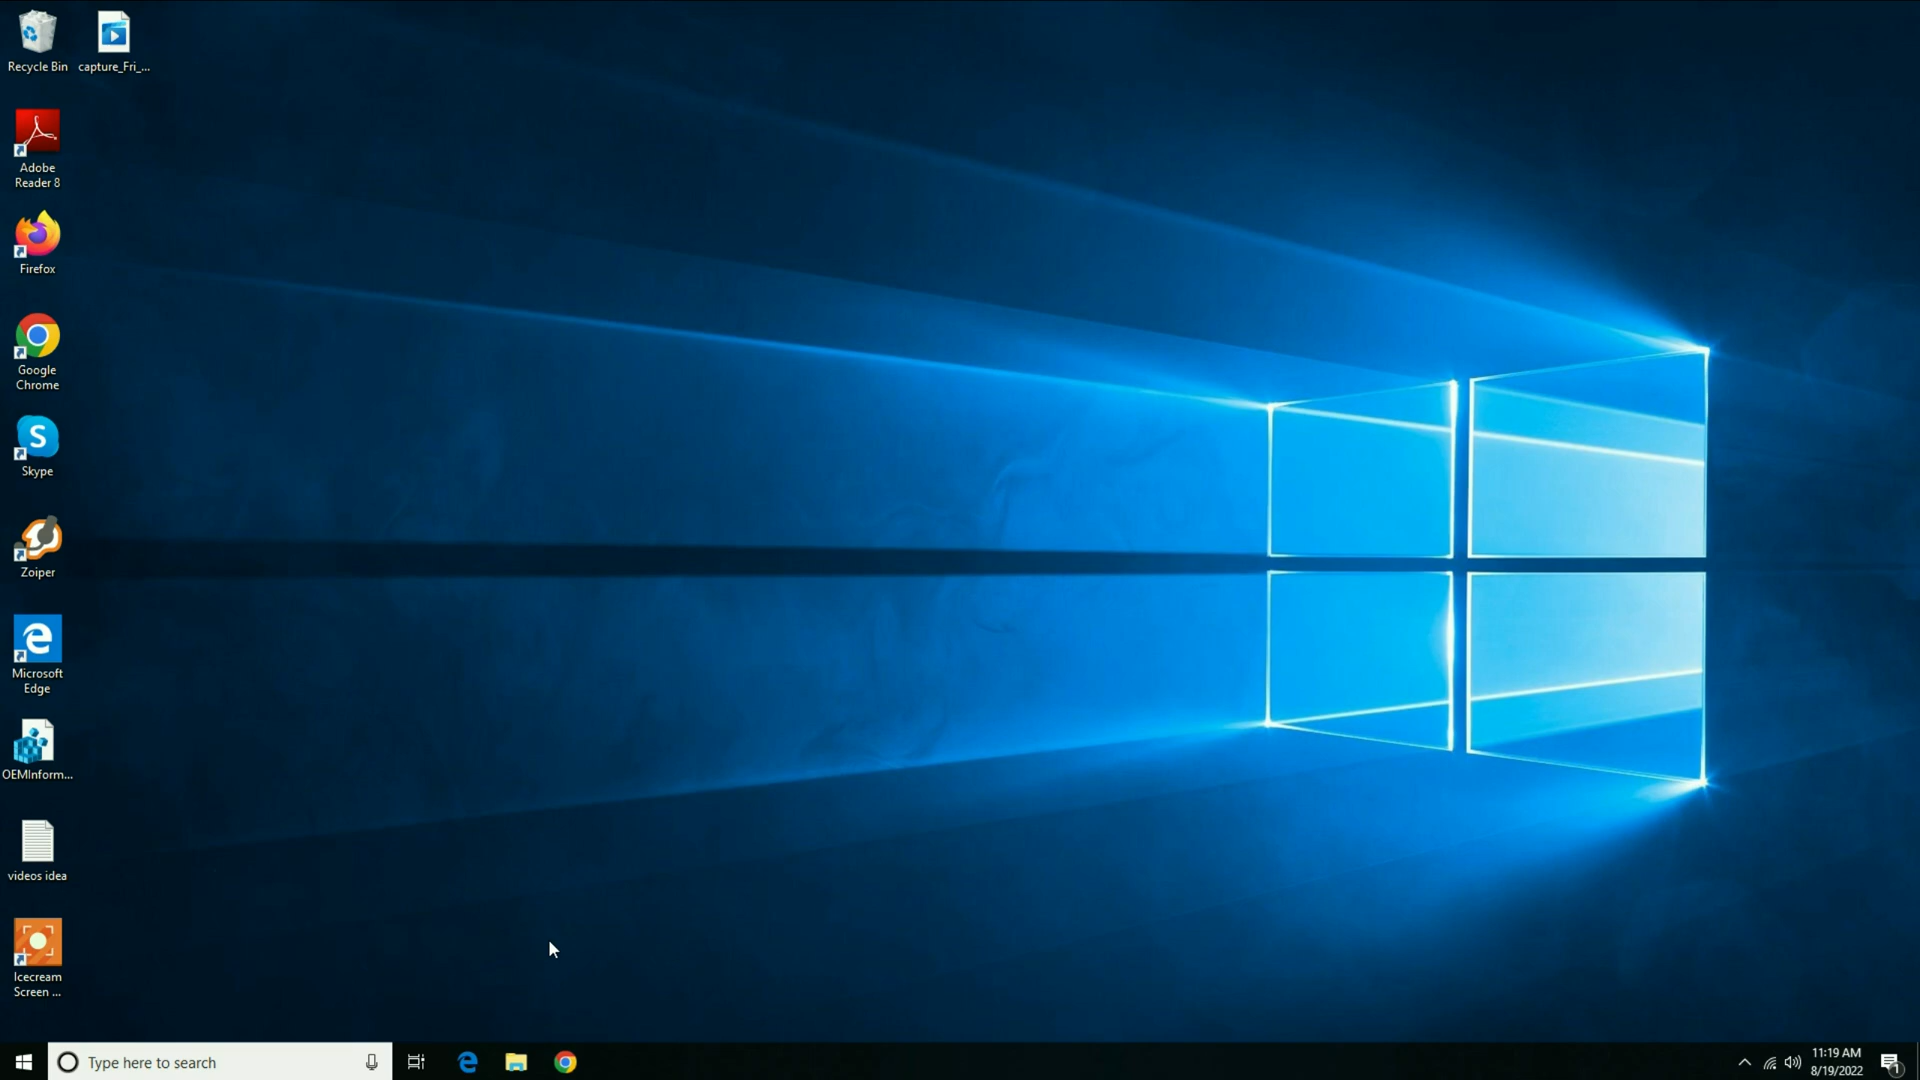 Recycle Bin
capture_Fri_...
Adobe
Reader 8
Firefox
Google
Chrome
S
Skype
Zoiper
Microsoft
Edge
OEMInform...
videos idea
Icecream
Screen ...
Type here to search
11:19 AM
8/19/2022
1